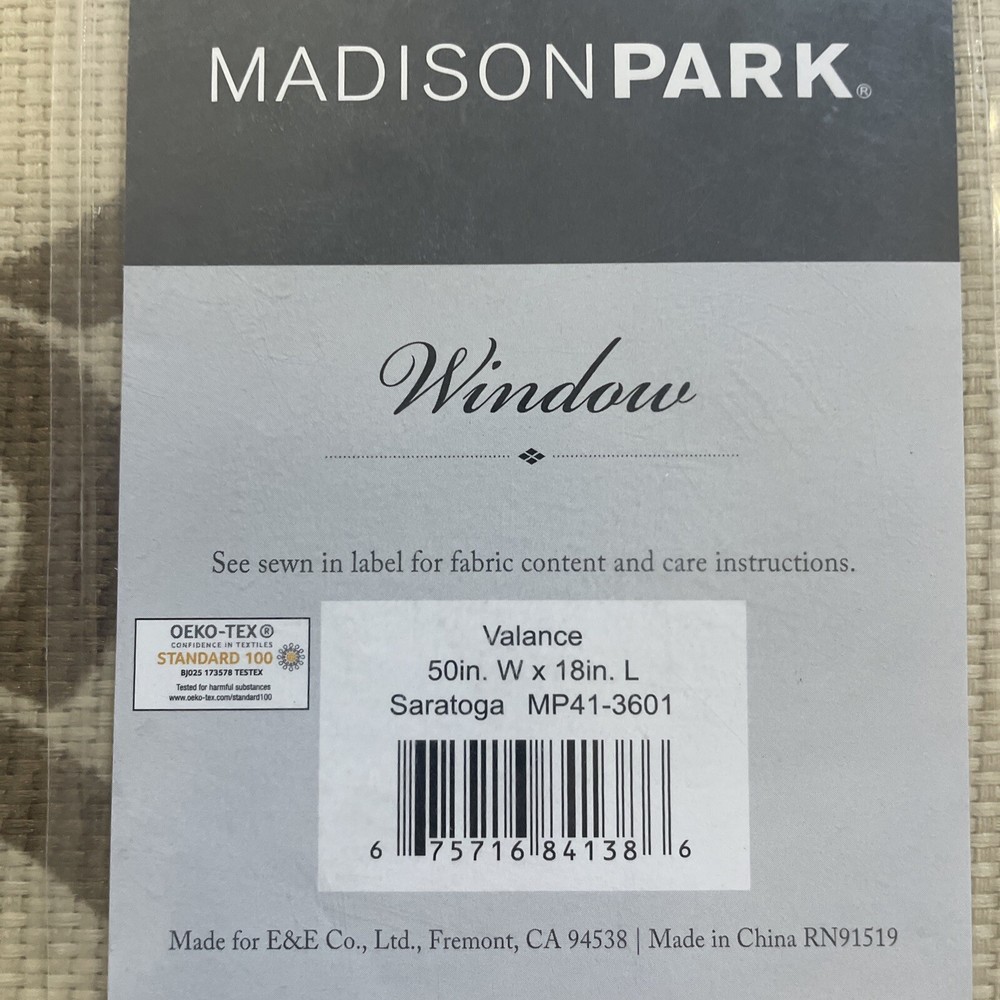 MADISONPARK®
Window
See sewn in label for fabric content and care instructions.
OEKO-TEX®
CONFIDENCE IN TEXTILES
STANDARD 100
BJ025 173578 TESTEX
Tested for harmful substances
www.oeko-tex.com/standard100
Valance
50in. W x 18in. L
Saratoga MP41-3601
6 75716 84138 6
Made for E&E Co., Ltd., Fremont, CA 94538 | Made in China RN91519